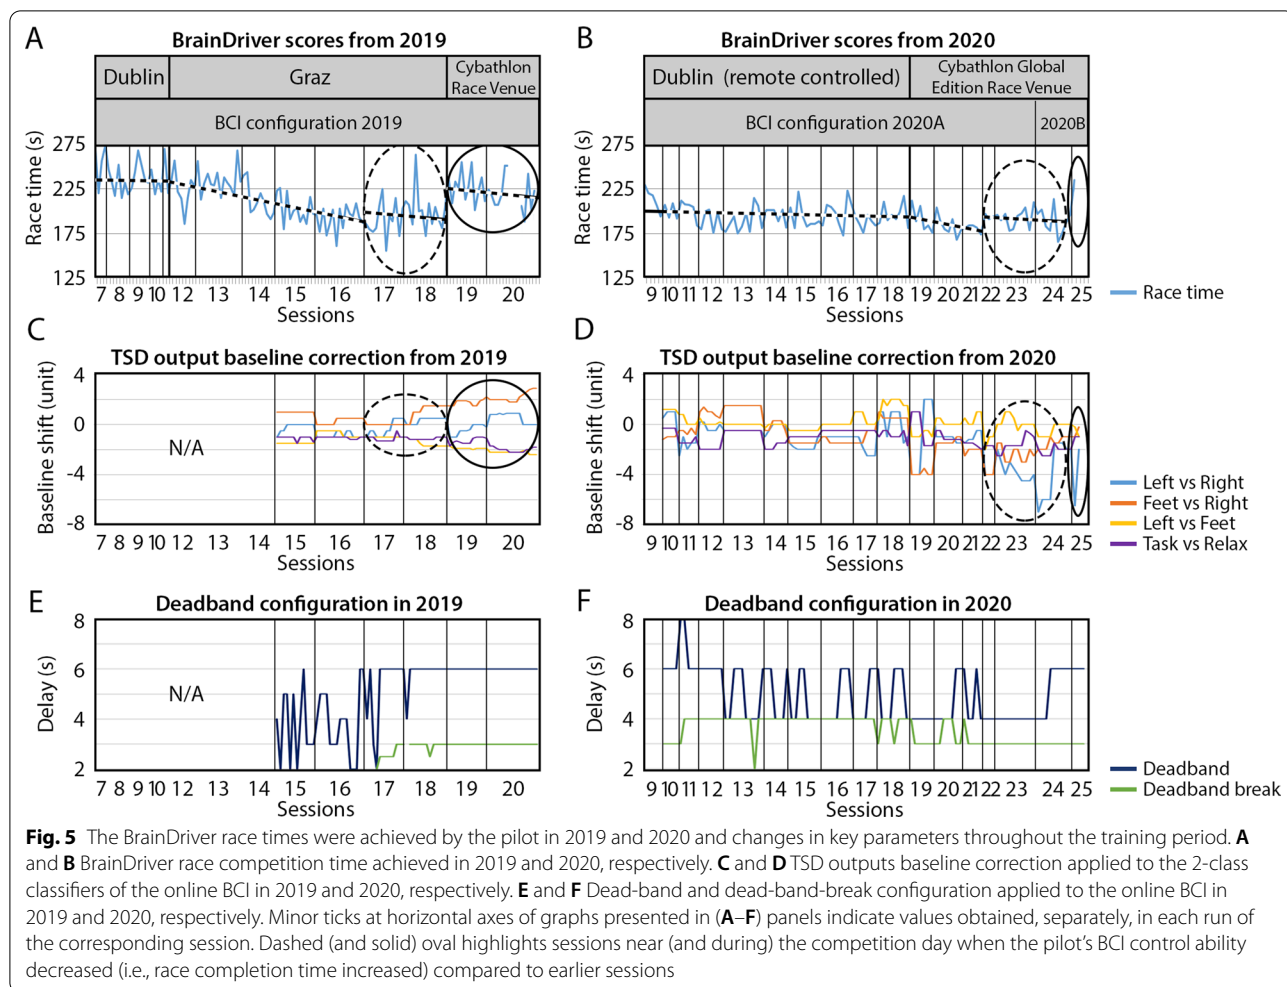 A
BrainDriver scores from 2019
Dublin
Graz
Cybathlon
Race Venue
BCI configuration 2019
Race time (s)
275
225
175
125
7 8 9 10 12 13 14 15 16 17 18 19 20
Sessions
B
BrainDriver scores from 2020
Dublin (remote controlled)
Cybathlon Global
Edition Race Venue
BCI configuration 2020A
2020B
Race time (s)
275
225
175
125
9 10 11 12 13 14 15 16 17 18 19 20 21 22 23 24 25
Sessions
Race time
C
TSD output baseline correction from 2019
Baseline shift (unit)
4
0
-4
-8
N/A
7 8 9 10 12 13 14 15 16 17 18 19 20
Sessions
D
TSD output baseline correction from 2020
Baseline shift (unit)
4
0
-4
-8
9 10 11 12 13 14 15 16 17 18 19 20 21 22 23 24 25
Sessions
Left vs Right
Feet vs Right
Left vs Feet
Task vs Relax
E
Deadband configuration in 2019
Delay (s)
8
6
4
2
N/A
7 8 9 10 12 13 14 15 16 17 18 19 20
Sessions
F
Deadband configuration in 2020
Delay (s)
8
6
4
2
9 10 11 12 13 14 15 16 17 18 19 20 21 22 23 24 25
Sessions
Deadband
Deadband break
Fig. 5 The BrainDriver race times were achieved by the pilot in 2019 and 2020 and changes in key parameters throughout the training period. A
and B BrainDriver race competition time achieved in 2019 and 2020, respectively. C and D TSD outputs baseline correction applied to the 2-class
classifiers of the online BCI in 2019 and 2020, respectively. E and F Dead-band and dead-band-break configuration applied to the online BCI in
2019 and 2020, respectively. Minor ticks at horizontal axes of graphs presented in (A–F) panels indicate values obtained, separately, in each run of
the corresponding session. Dashed (and solid) oval highlights sessions near (and during) the competition day when the pilot's BCI control ability
decreased (i.e., race completion time increased) compared to earlier sessions